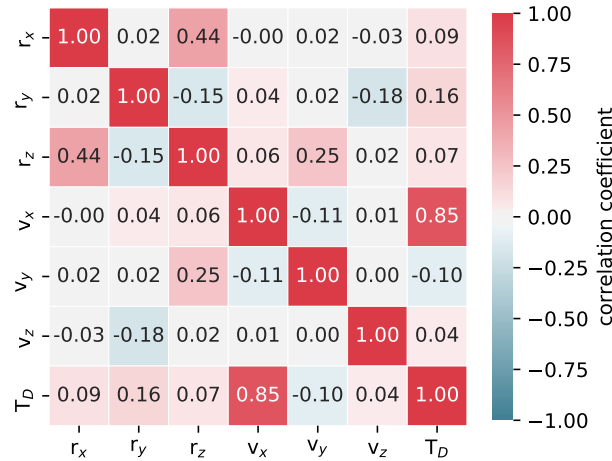 r_x 1.00 0.02 0.44 -0.00 0.02 -0.03 0.09
r_y 0.02 1.00 -0.15 0.04 0.02 -0.18 0.16
r_z 0.44 -0.15 1.00 0.06 0.25 0.02 0.07
v_x -0.00 0.04 0.06 1.00 -0.11 0.01 0.85
v_y 0.02 0.02 0.25 -0.11 1.00 0.00 -0.10
v_z -0.03 -0.18 0.02 0.01 0.00 1.00 0.04
T_D 0.09 0.16 0.07 0.85 -0.10 0.04 1.00
r_x r_y r_z v_x v_y v_z T_D
1.00
0.75
0.50
0.25
0.00
−0.25
−0.50
−0.75
−1.00
correlation coefficient